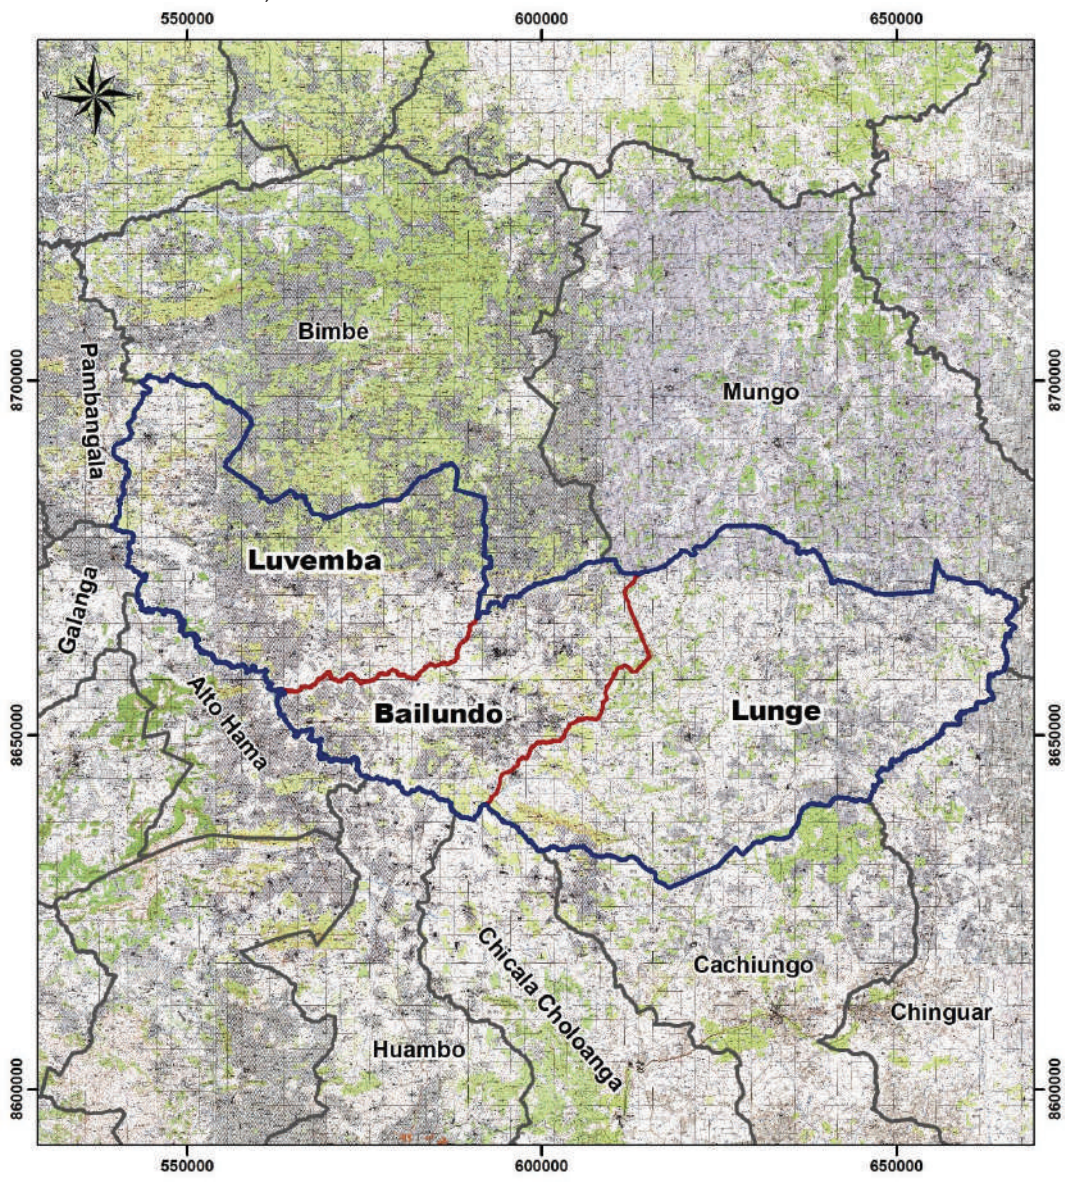 550000
600000
650000
Bimbe
8700000
8700000
Pambangala
Mungo
Luvemba
Galanga
Alto Hama
Bailundo
Lunge
8650000
8650000
Chicala Choloanga
Cachiungo
Chinguar
Huambo
8600000
8600000
550000
600000
650000